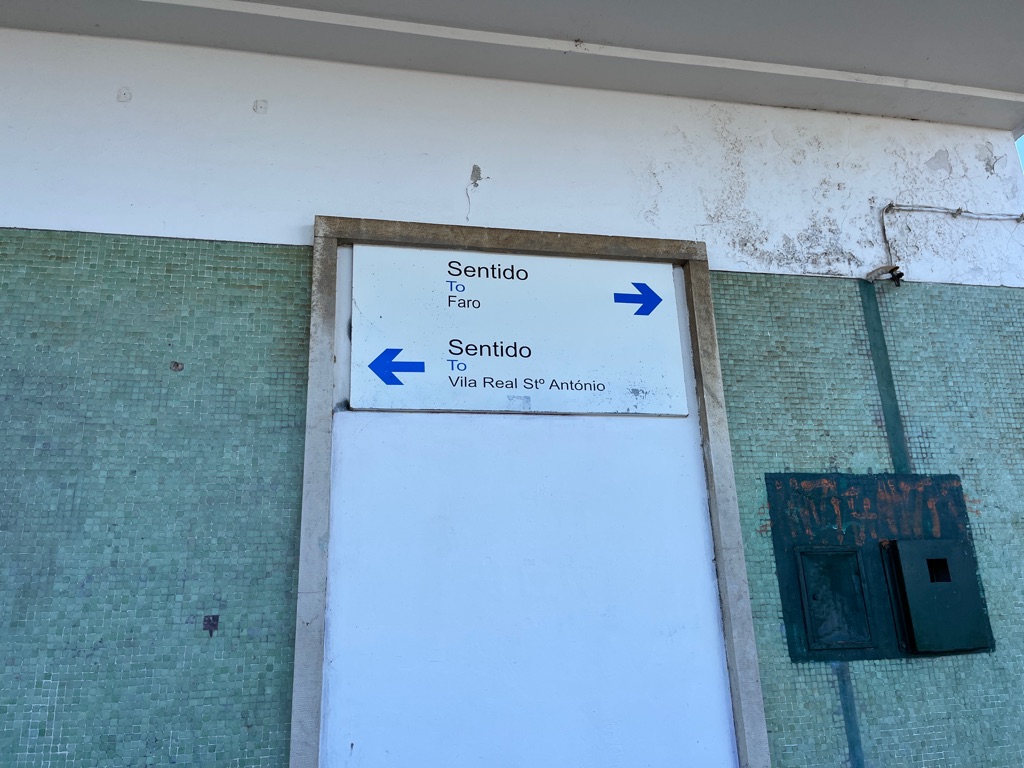 Sentido
To
Faro
Sentido
To
Vila Real Stº António